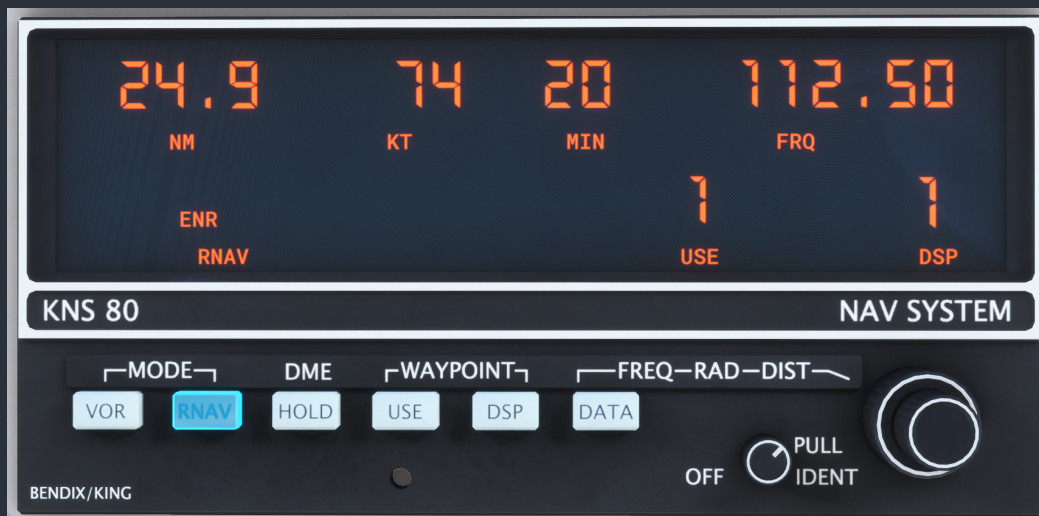 24.9 74 20 112.50
NM KT MIN FRQ
1 1
ENR
RNAV USE DSP
KNS 80 NAV SYSTEM
MODE DME WAYPOINT FREQ–RAD–DIST
VOR RNAV HOLD USE DSP DATA
PULL
OFF IDENT
BENDIX/KING